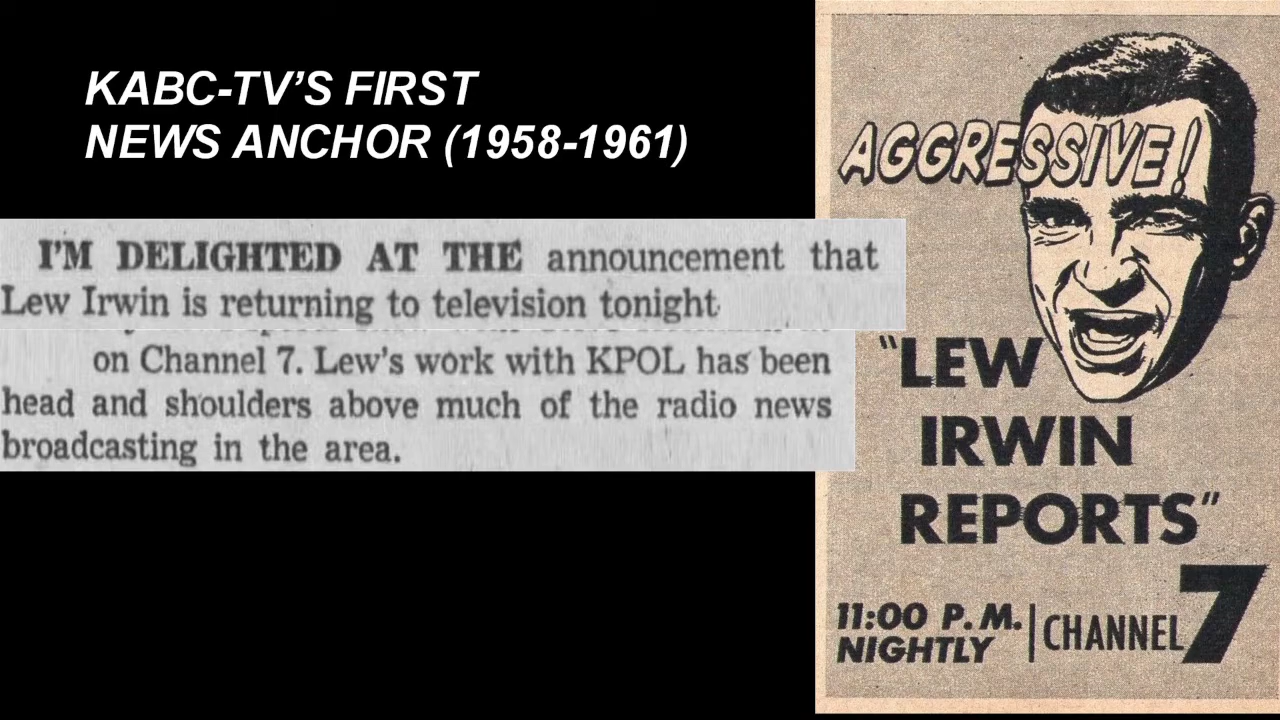 KABC-TV'S FIRST
NEWS ANCHOR (1958-1961)
I'M DELIGHTED AT THE announcement that
Lew Irwin is returning to television tonight
on Channel 7. Lew's work with KPOL has been
head and shoulders above much of the radio news
broadcasting in the area.
AGGRESSIVE!
"LEW
IRWIN
REPORTS"
11:00 P.M.
NIGHTLY
CHANNEL 7